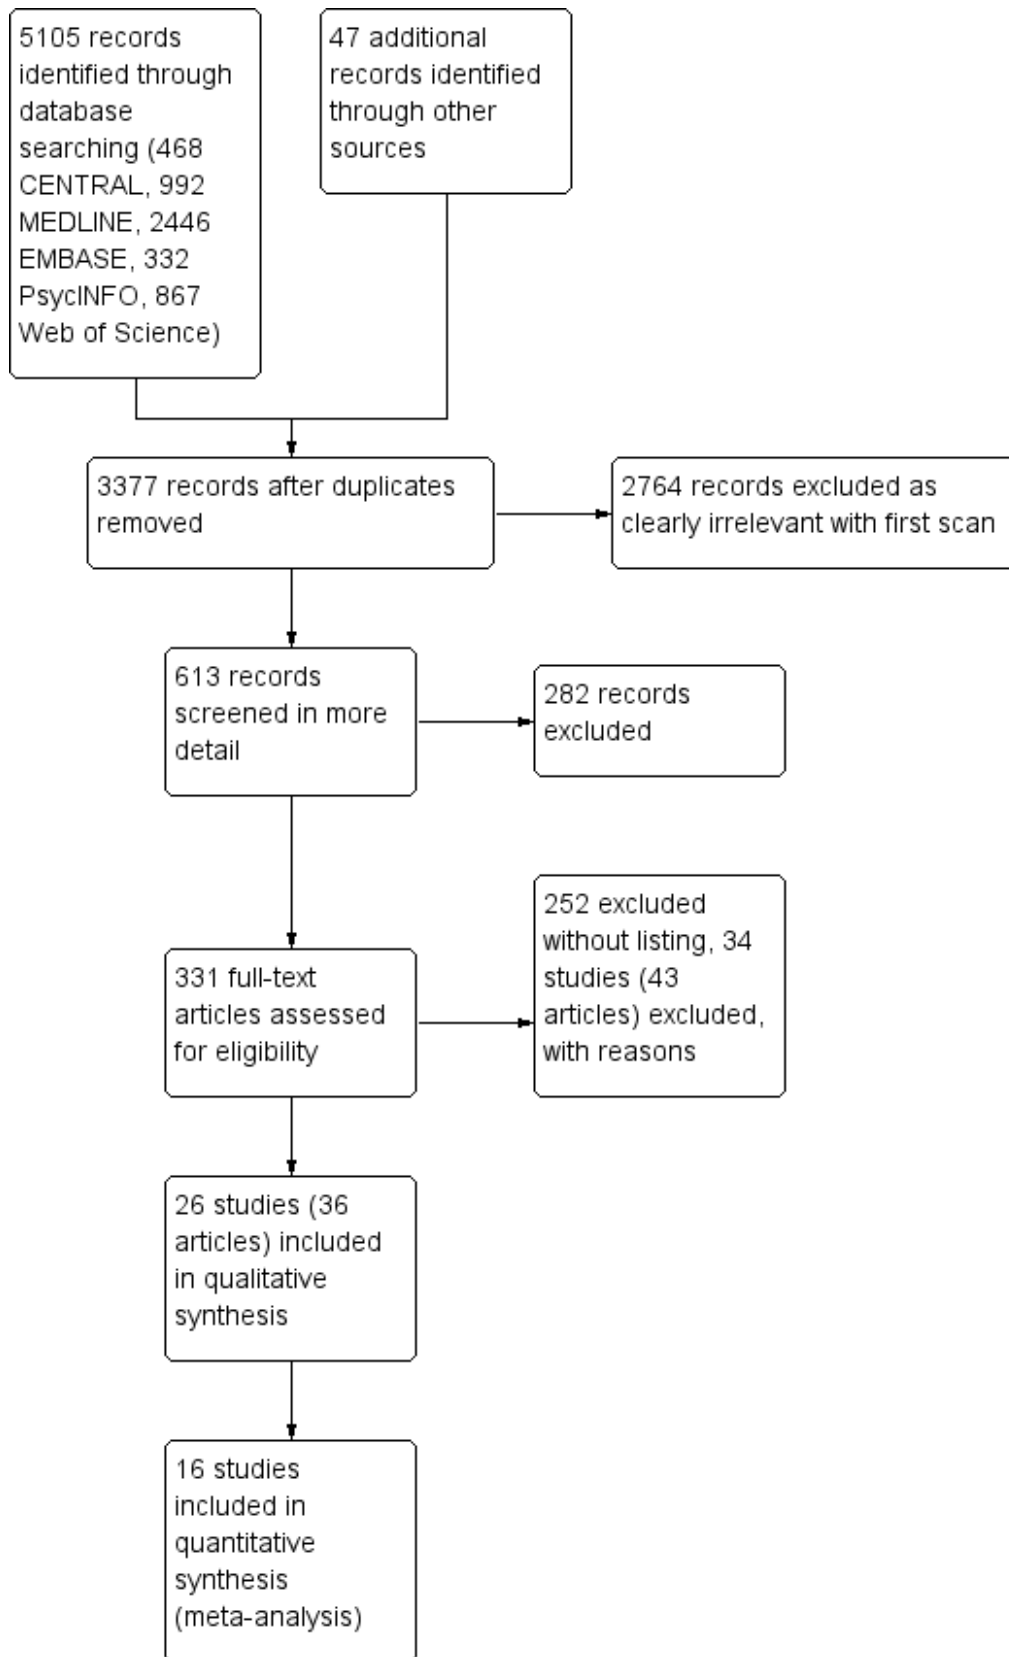 5105 records
identified through
database
searching (468
CENTRAL, 992
MEDLINE, 2446
EMBASE, 332
PsycINFO, 867
Web of Science)
47 additional
records identified
through other
sources
3377 records after duplicates
removed
2764 records excluded as
clearly irrelevant with first scan
613 records
screened in more
detail
282 records
excluded
331 full-text
articles assessed
for eligibility
252 excluded
without listing, 34
studies (43
articles) excluded,
with reasons
26 studies (36
articles) included
in qualitative
synthesis
16 studies
included in
quantitative
synthesis
(meta-analysis)